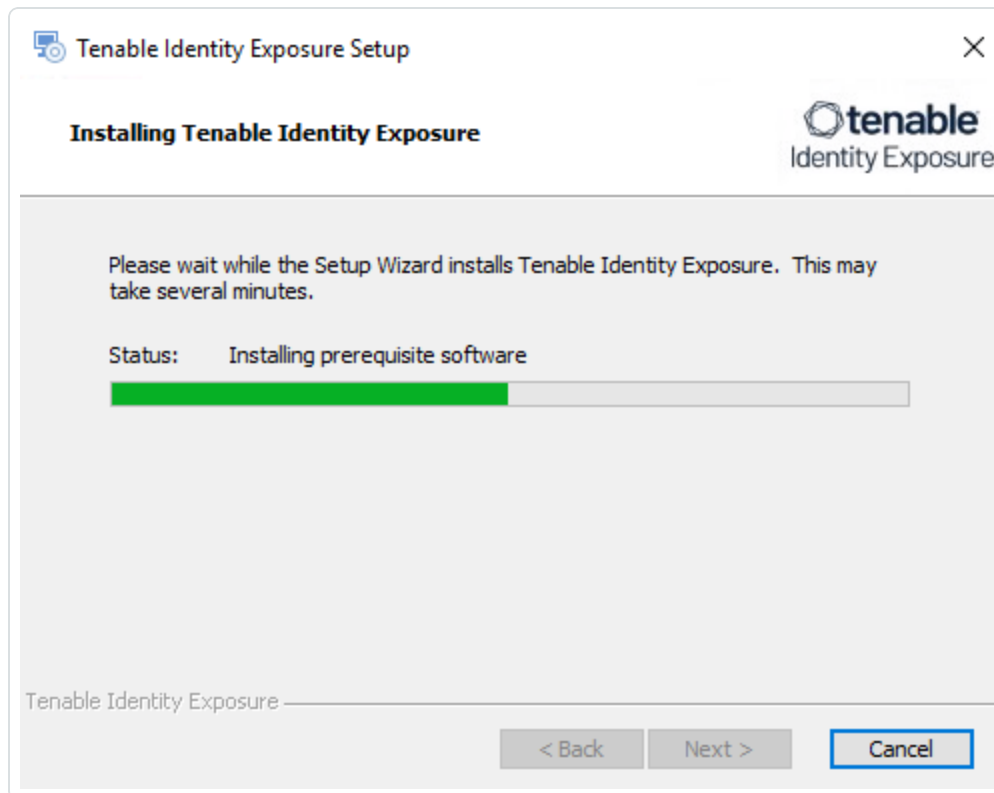 Tenable Identity Exposure Setup
Installing Tenable Identity Exposure
tenable
Identity Exposure
Please wait while the Setup Wizard installs Tenable Identity Exposure. This may
take several minutes.
Status: Installing prerequisite software
Tenable Identity Exposure
< Back Next > Cancel